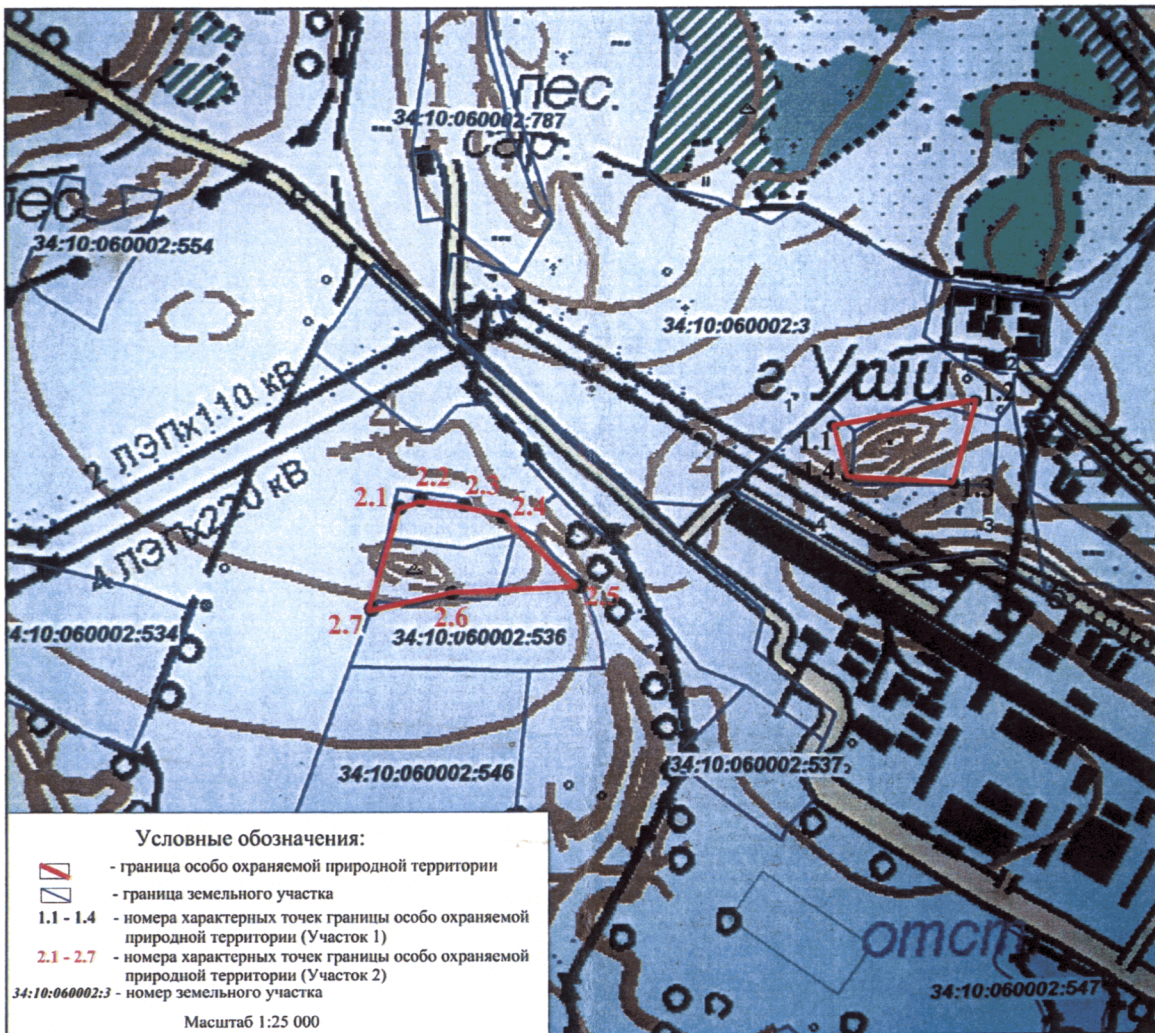 пес.
34:10:060002:787
сар.
34:10:060002:554
34:10:060002:3
г. Уши
2 ЛЭПх110 кВ
4 ЛЭПх220 кВ
2
1
1.2
1.1
1.4
1.3
2.1
2.2
2.3
2.4
2.5
2.6
2.7
4
3
34:10:060002:534
34:10:060002:536
34:10:060002:546
34:10:060002:537
отст
34:10:060002:547
Условные обозначения:
- граница особо охраняемой природной территории
- граница земельного участка
1.1 - 1.4 - номера характерных точек границы особо охраняемой
природной территории (Участок 1)
2.1 - 2.7 - номера характерных точек границы особо охраняемой
природной территории (Участок 2)
34:10:060002:3 - номер земельного участка
Масштаб 1:25 000